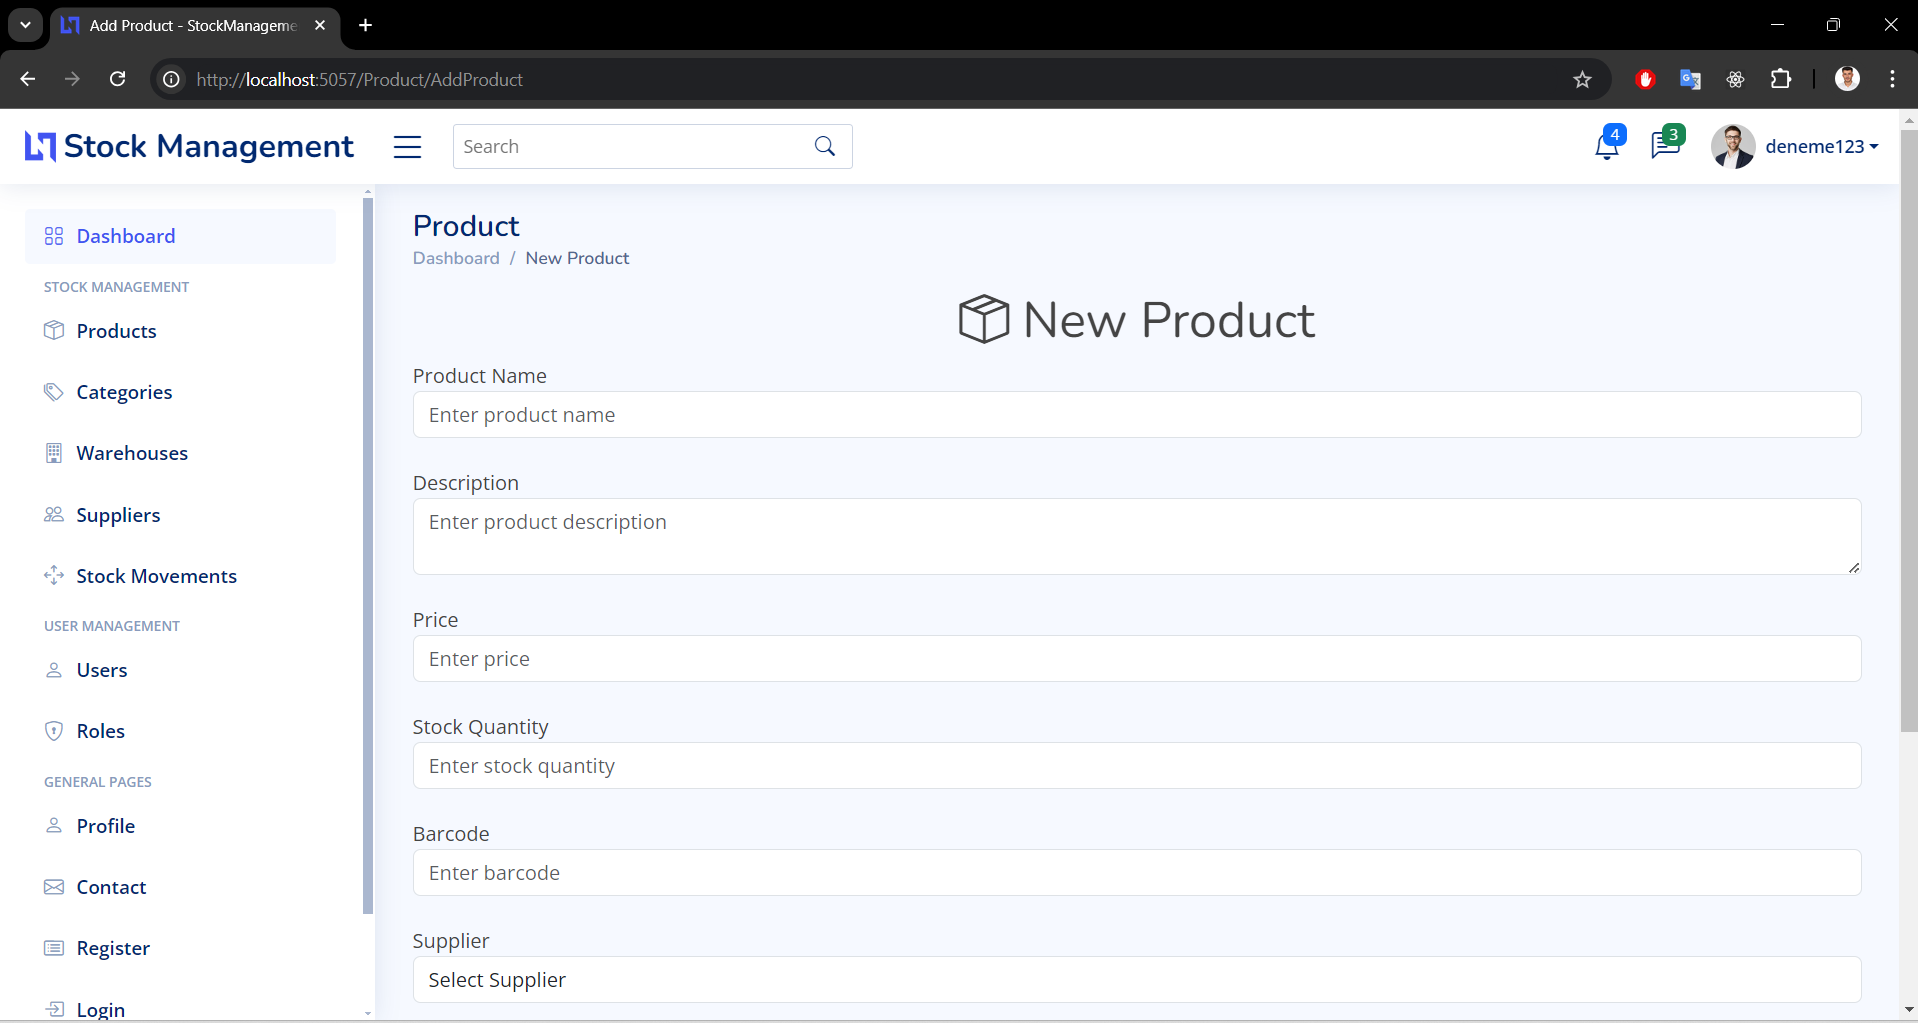 Add Product - StockManageme
http://localhost:5057/Product/AddProduct
Stock Management
Search
4
3
deneme123
Dashboard
STOCK MANAGEMENT
Products
Categories
Warehouses
Suppliers
Stock Movements
USER MANAGEMENT
Users
Roles
GENERAL PAGES
Profile
Contact
Register
Login
Product
Dashboard / New Product
New Product
Product Name
Enter product name
Description
Enter product description
Price
Enter price
Stock Quantity
Enter stock quantity
Barcode
Enter barcode
Supplier
Select Supplier